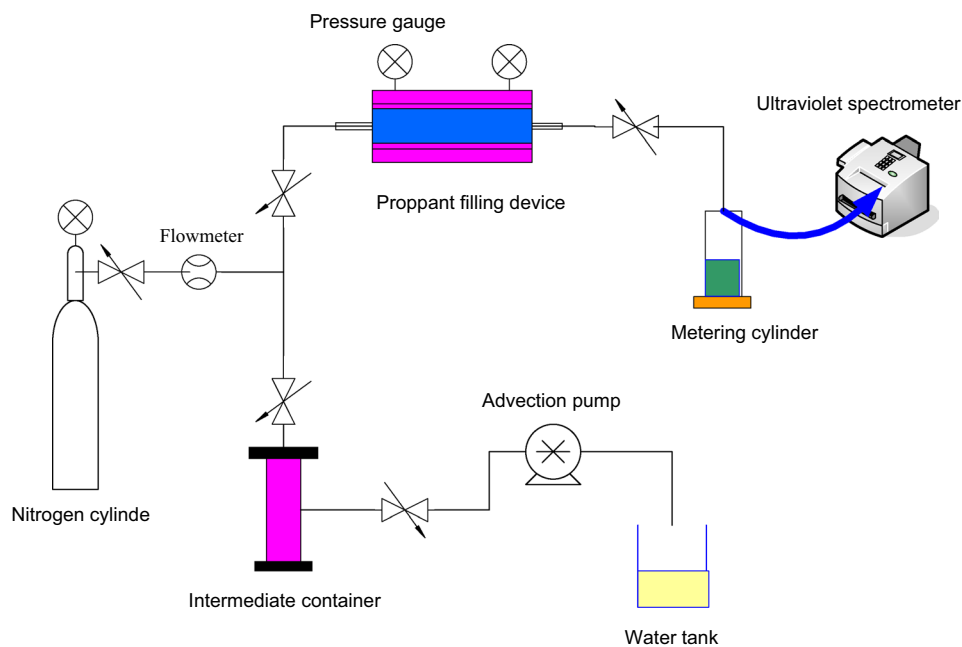 Pressure gauge
Ultraviolet spectrometer
Proppant filling device
Flowmeter
Metering cylinder
Advection pump
Nitrogen cylinde
Intermediate container
Water tank